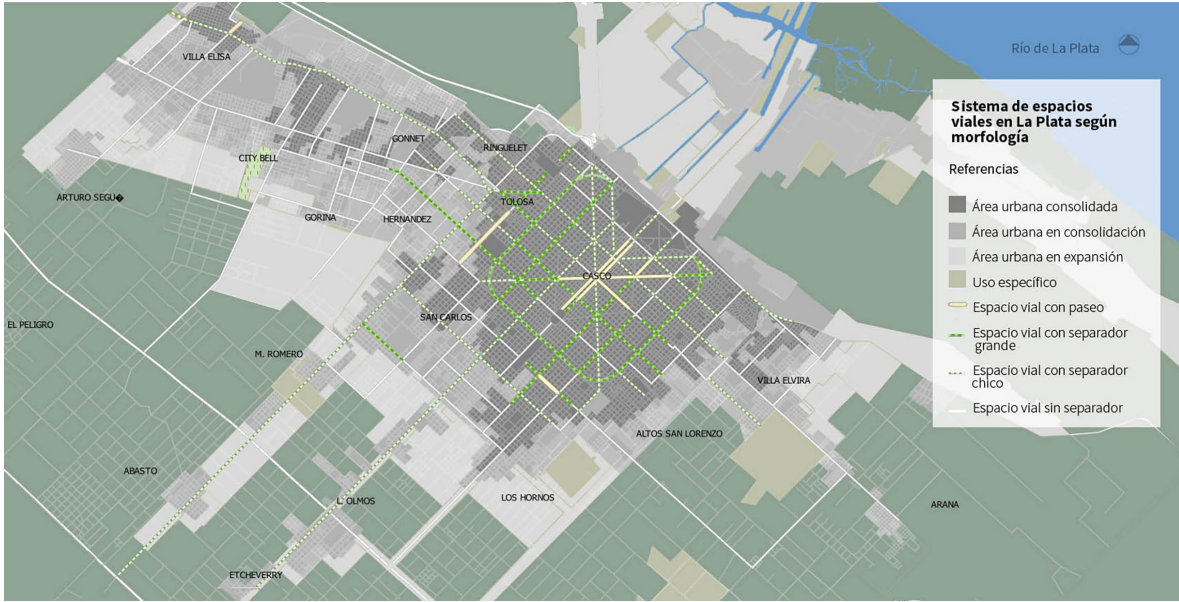 Río de La Plata
Sistema de espacios
viales en La Plata según
morfología
Referencias
Área urbana consolidada
Área urbana en consolidación
Área urbana en expansión
Uso específico
Espacio vial con paseo
Espacio vial con separador
grande
Espacio vial con separador
chico
Espacio vial sin separador
VILLA ELISA
GONNET
RINGUELET
CITY BELL
ARTURO SEGU�
TOLOSA
GORINA
HERNANDEZ
CASCO
SAN CARLOS
EL PELIGRO
M. ROMERO
VILLA ELVIRA
ALTOS SAN LORENZO
ABASTO
L. OLMOS
LOS HORNOS
ARANA
ETCHEVERRY